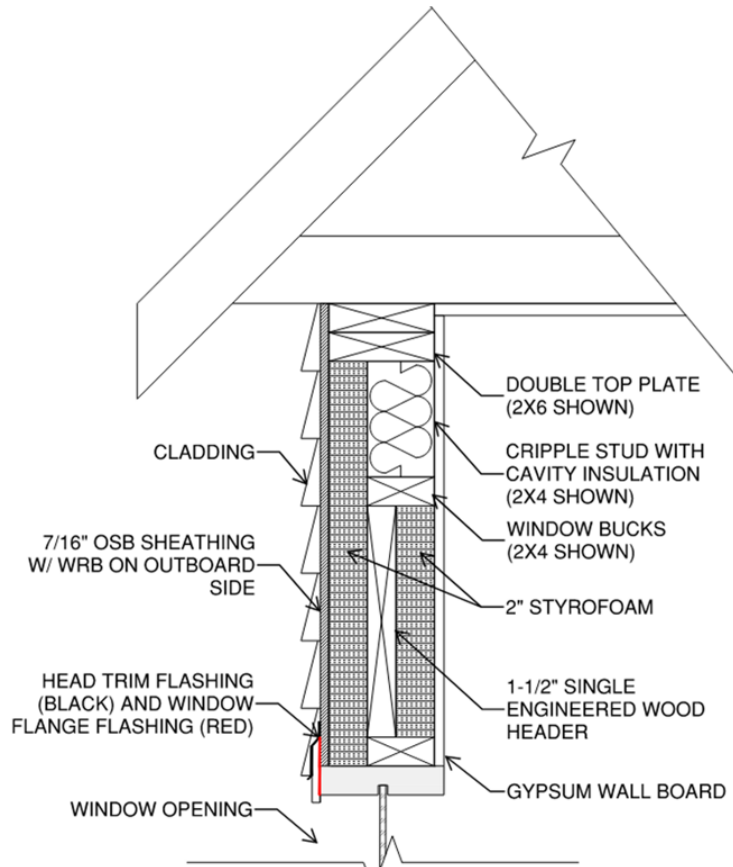 DOUBLE TOP PLATE
(2X6 SHOWN)
CLADDING
CRIPPLE STUD WITH
CAVITY INSULATION
(2X4 SHOWN)
7/16" OSB SHEATHING
W/ WRB ON OUTBOARD
SIDE
WINDOW BUCKS
(2X4 SHOWN)
2" STYROFOAM
HEAD TRIM FLASHING
(BLACK) AND WINDOW
FLANGE FLASHING (RED)
1-1/2" SINGLE
ENGINEERED WOOD
HEADER
GYPSUM WALL BOARD
WINDOW OPENING